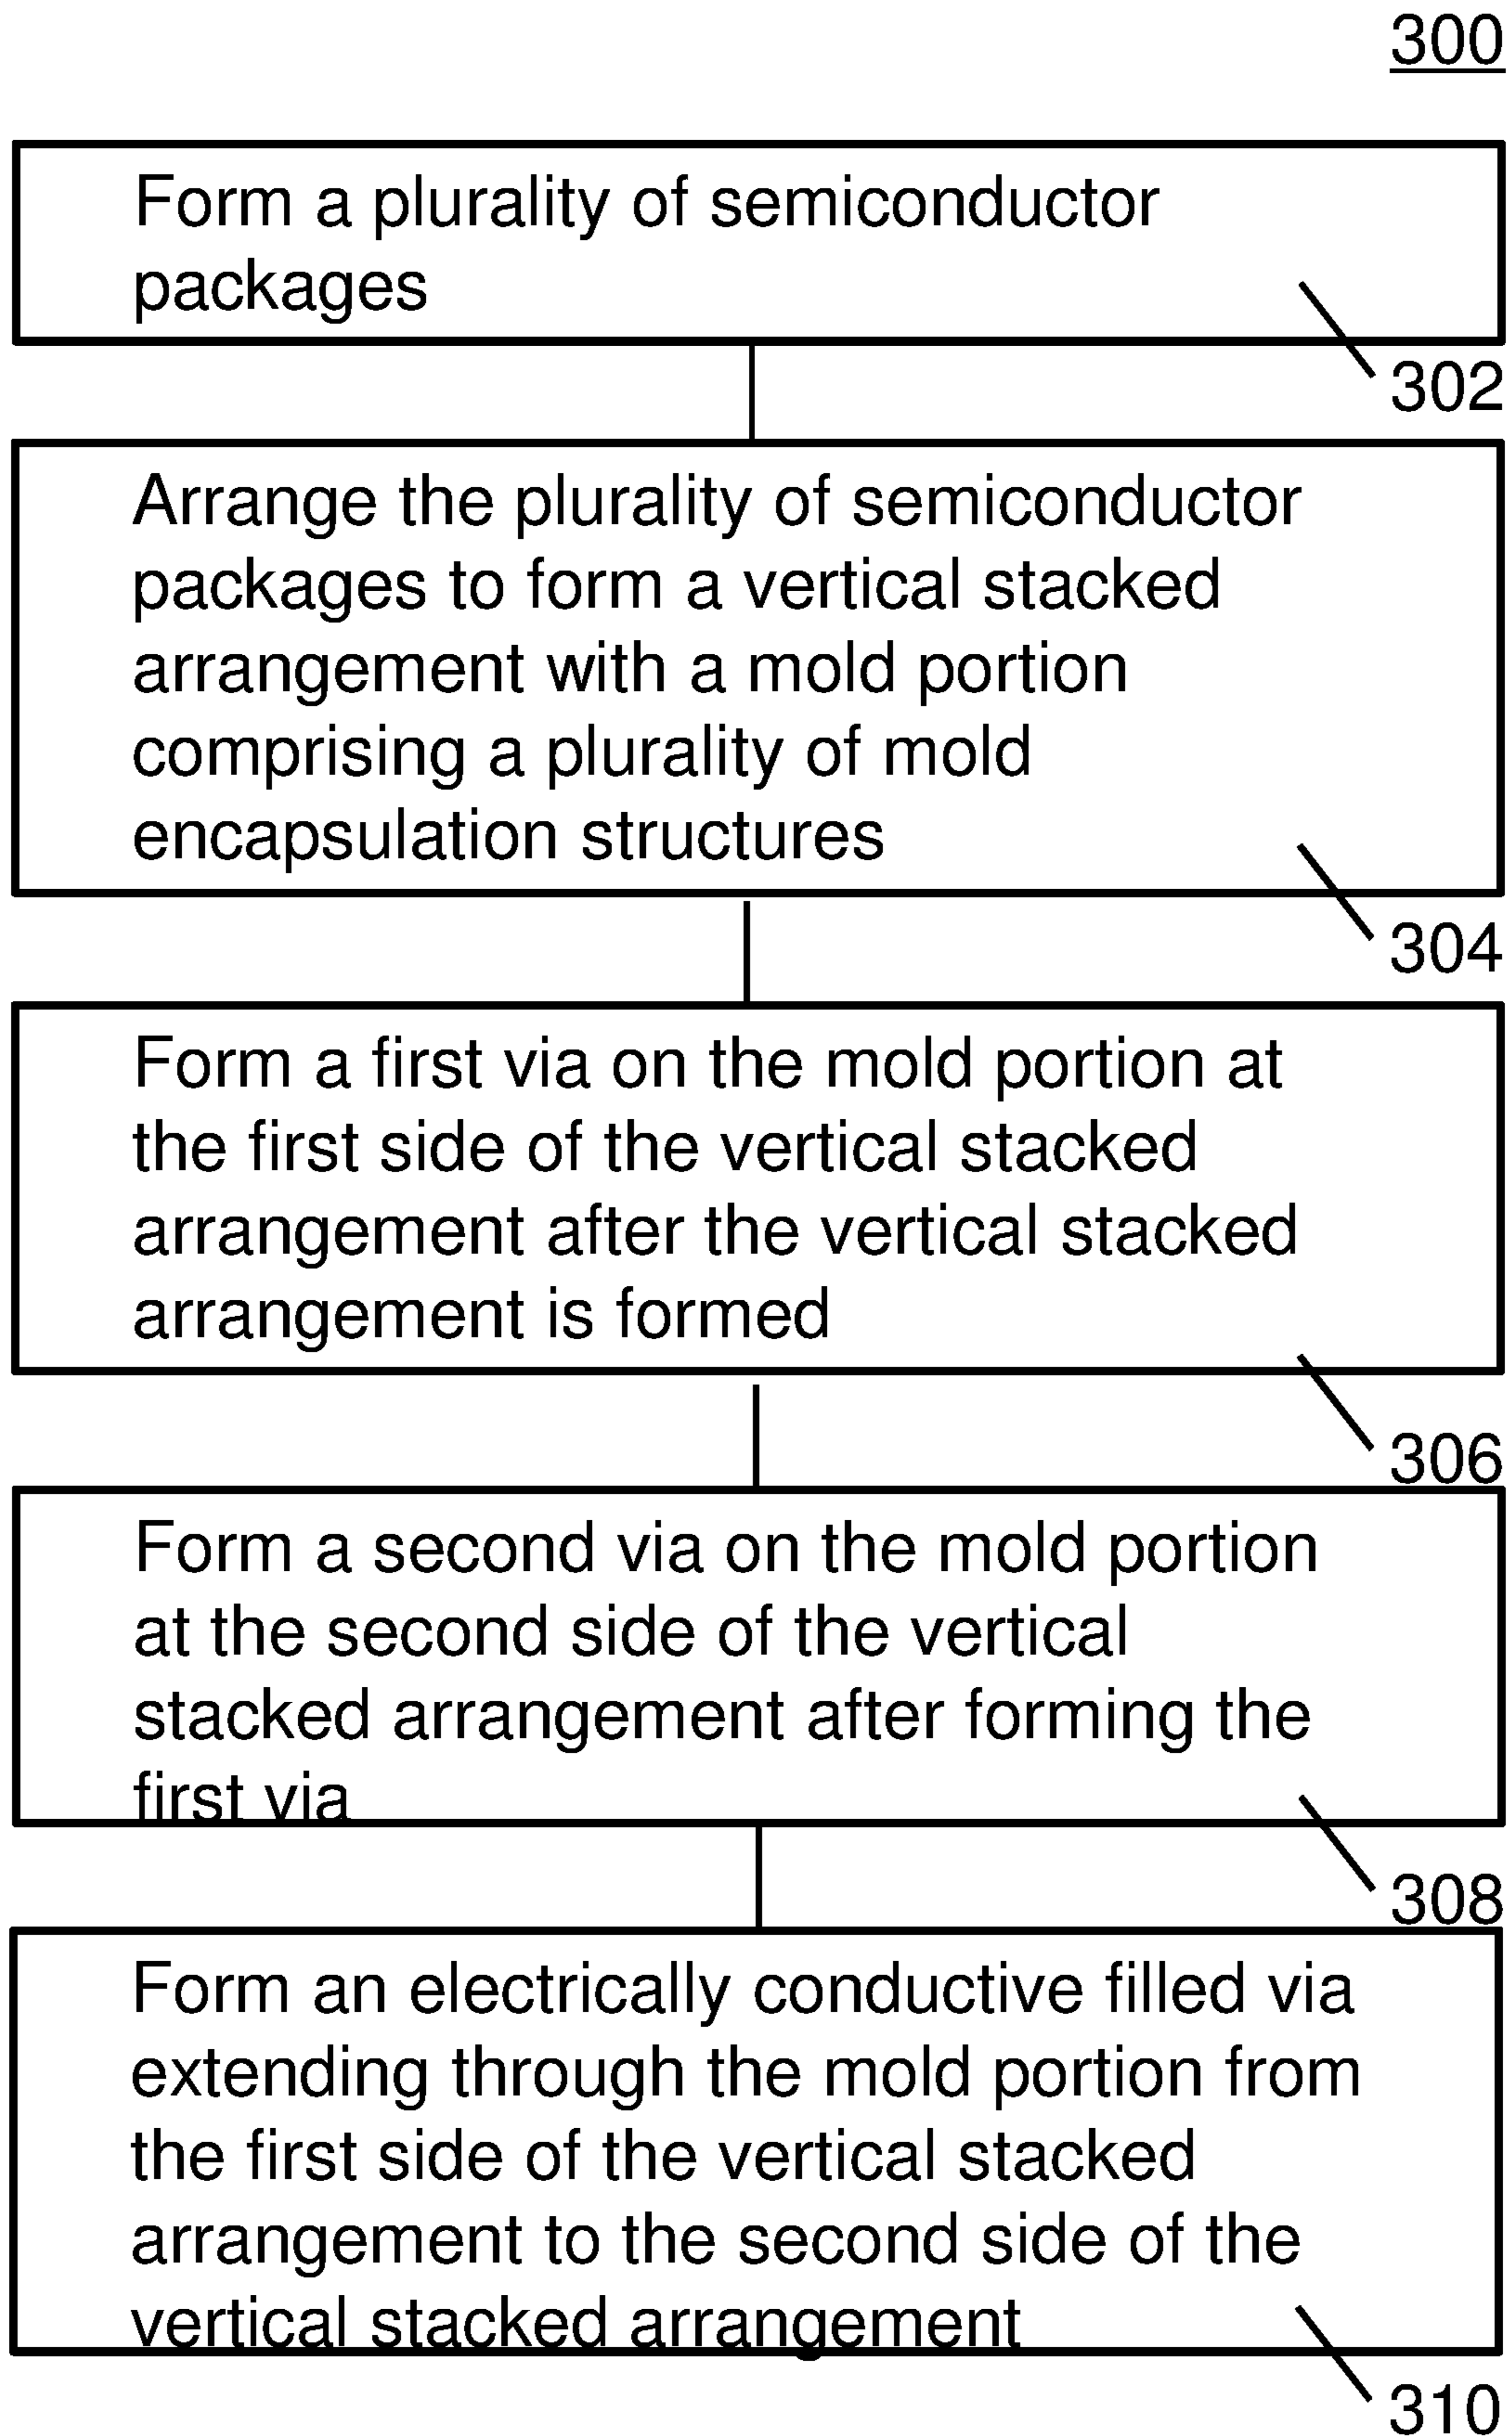 300
Form a plurality of semiconductor
packages
302
Arrange the plurality of semiconductor
packages to form a vertical stacked
arrangement with a mold portion
comprising a plurality of mold
encapsulation structures
304
Form a first via on the mold portion at
the first side of the vertical stacked
arrangement after the vertical stacked
arrangement is formed
306
Form a second via on the mold portion
at the second side of the vertical
stacked arrangement after forming the
first via
308
Form an electrically conductive filled via
extending through the mold portion from
the first side of the vertical stacked
arrangement to the second side of the
vertical stacked arrangement
310